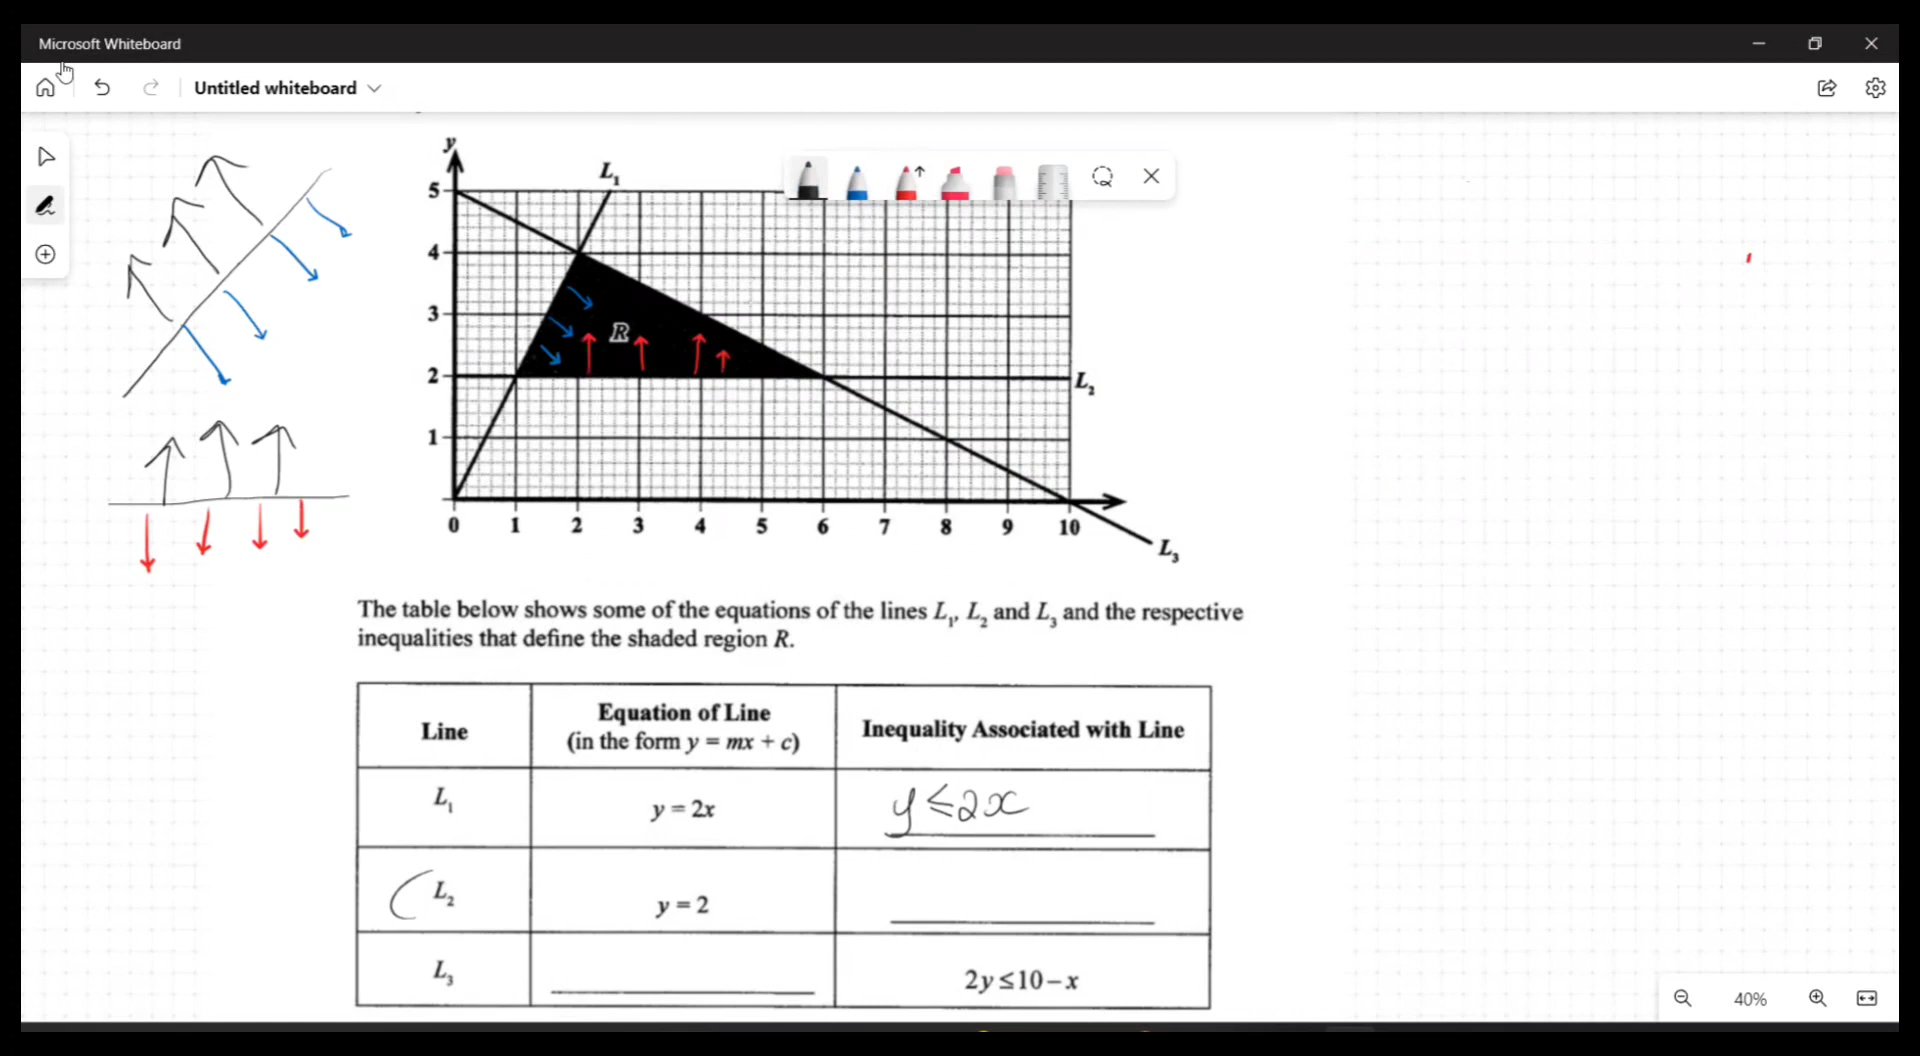 Microsoft Whiteboard
Untitled whiteboard
y
L₁
5
4
3
R
2
L₂
1
0 1 2 3 4 5 6 7 8 9 10
L₃
The table below shows some of the equations of the lines L₁, L₂ and L₃ and the respective
inequalities that define the shaded region R.
Line
Equation of Line
(in the form y = mx + c)
Inequality Associated with Line
L₁
y = 2x
y ≤ 2x
L₂
y = 2
L₃
2y ≤ 10 – x
40%